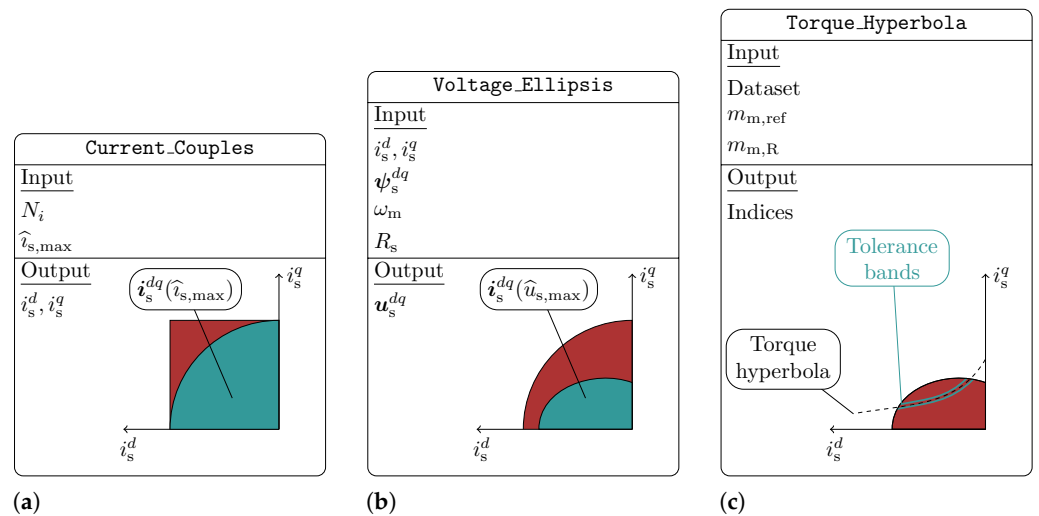 Current_Couples
Input
N_i
î_s,max
Output
i_s^d, i_s^q
i_s^dq(î_s,max)
i_s^q
i_s^d
(a)
Voltage_Ellipsis
Input
i_s^d, i_s^q
ψ_s^dq
ω_m
R_s
Output
u_s^dq
i_s^dq(û_s,max)
i_s^q
i_s^d
(b)
Torque_Hyperbola
Input
Dataset
m_m,ref
m_m,R
Output
Indices
Tolerance
bands
i_s^q
Torque
hyperbola
i_s^d
(c)